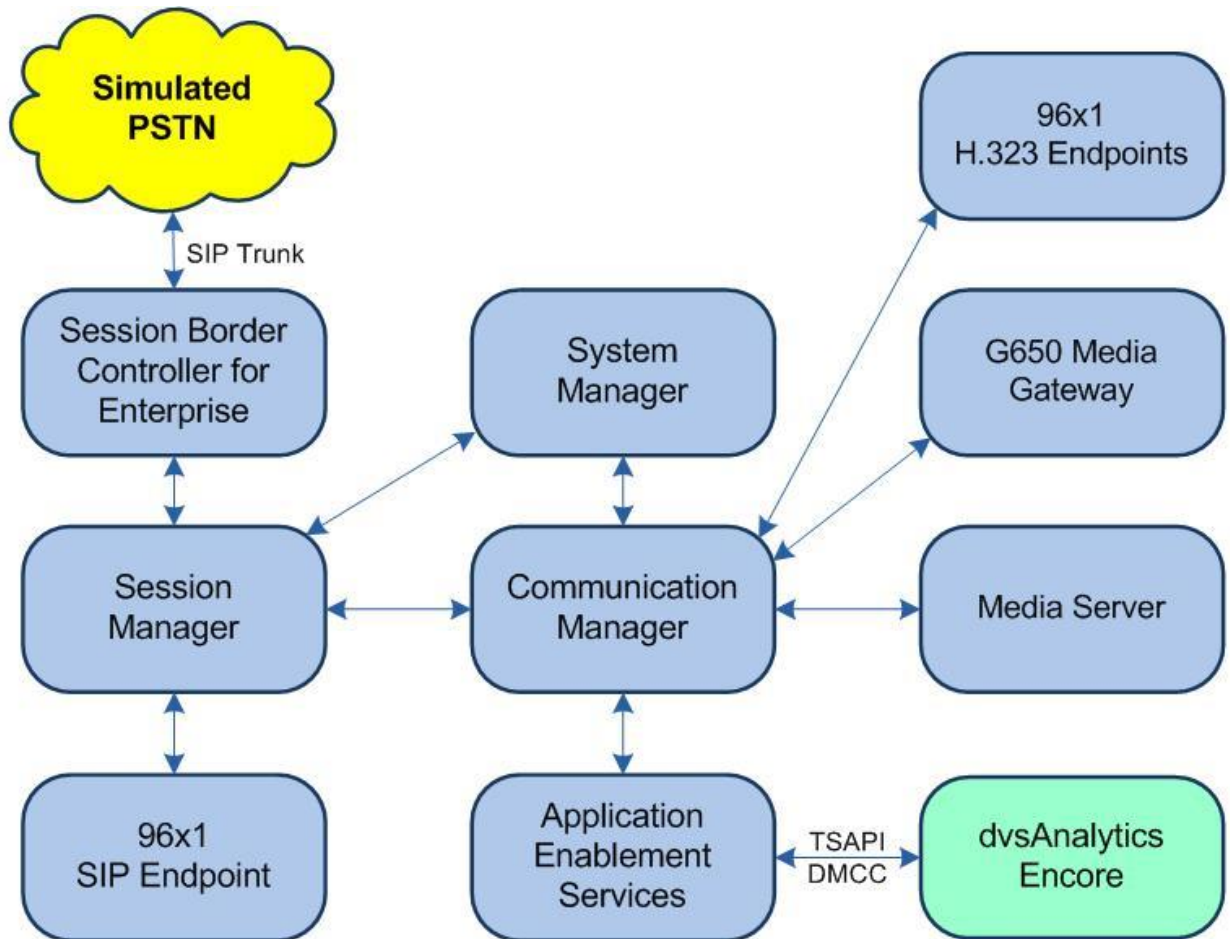 Simulated
PSTN
96x1
H.323 Endpoints
SIP Trunk
Session Border
Controller for
Enterprise
System
Manager
G650 Media
Gateway
Session
Manager
Communication
Manager
Media Server
96x1
SIP Endpoint
Application
Enablement
Services
TSAPI
DMCC
dvsAnalytics
Encore